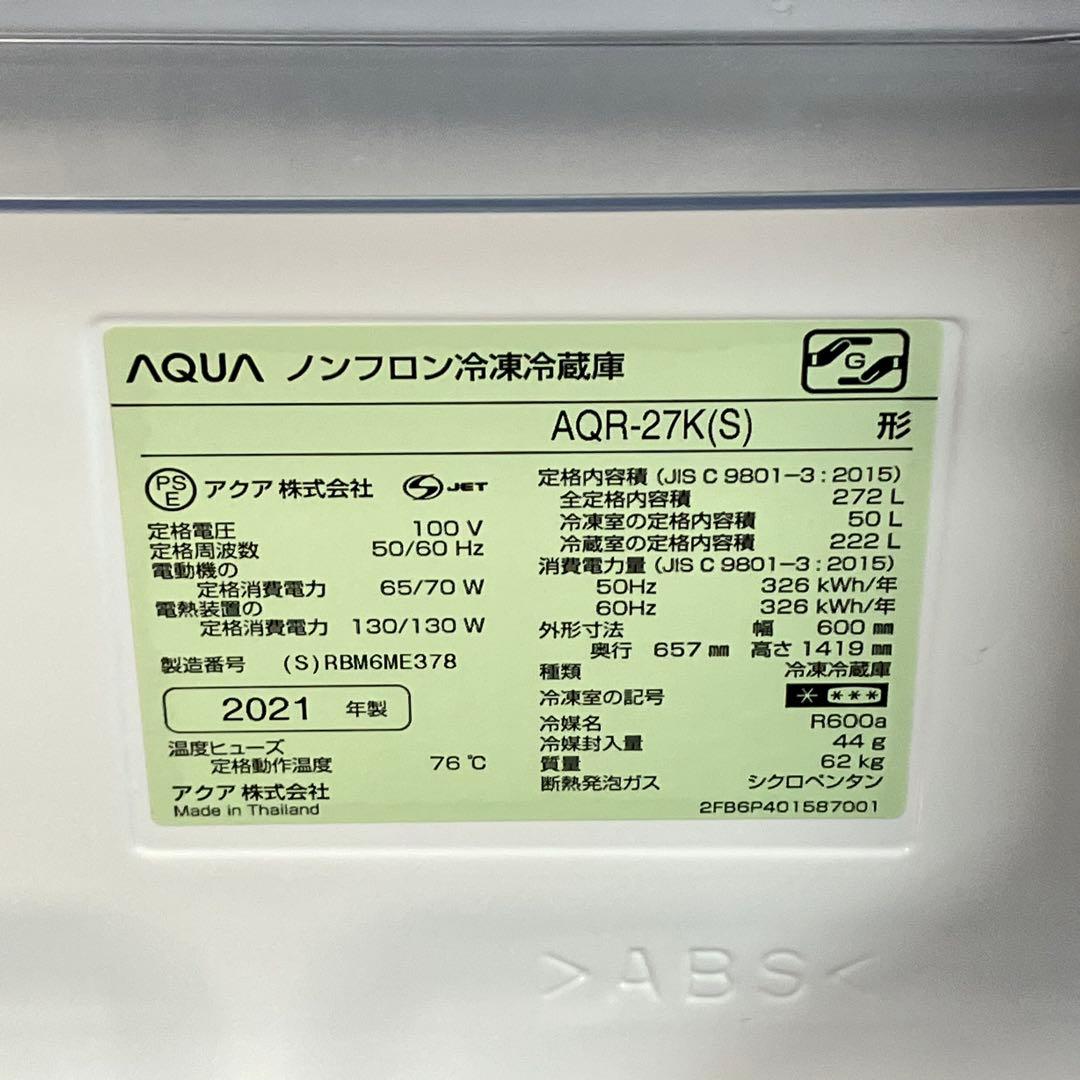 AQUA ノンフロン冷凍冷蔵庫
G
AQR-27K(S) 形
PS E アクア 株式会社 S JET
定格電圧 100 V
定格周波数 50/60 Hz
電動機の
定格消費電力 65/70 W
電熱装置の
定格消費電力 130/130 W
製造番号 (S)RBM6ME378
2021 年製
温度ヒューズ
定格動作温度 76 ℃
アクア 株式会社
Made in Thailand
定格内容積 (JIS C 9801-3 : 2015)
全定格内容積 272 L
冷凍室の定格内容積 50 L
冷蔵室の定格内容積 222 L
消費電力量 (JIS C 9801-3 : 2015)
50Hz 326 kWh/年
60Hz 326 kWh/年
外形寸法 幅 600 ㎜
奥行 657 ㎜ 高さ 1419 ㎜
種類 冷凍冷蔵庫
冷凍室の記号 * ***
冷媒名 R600a
冷媒封入量 44 g
質量 62 kg
断熱発泡ガス シクロペンタン
2FB6P401587001
>ABS<